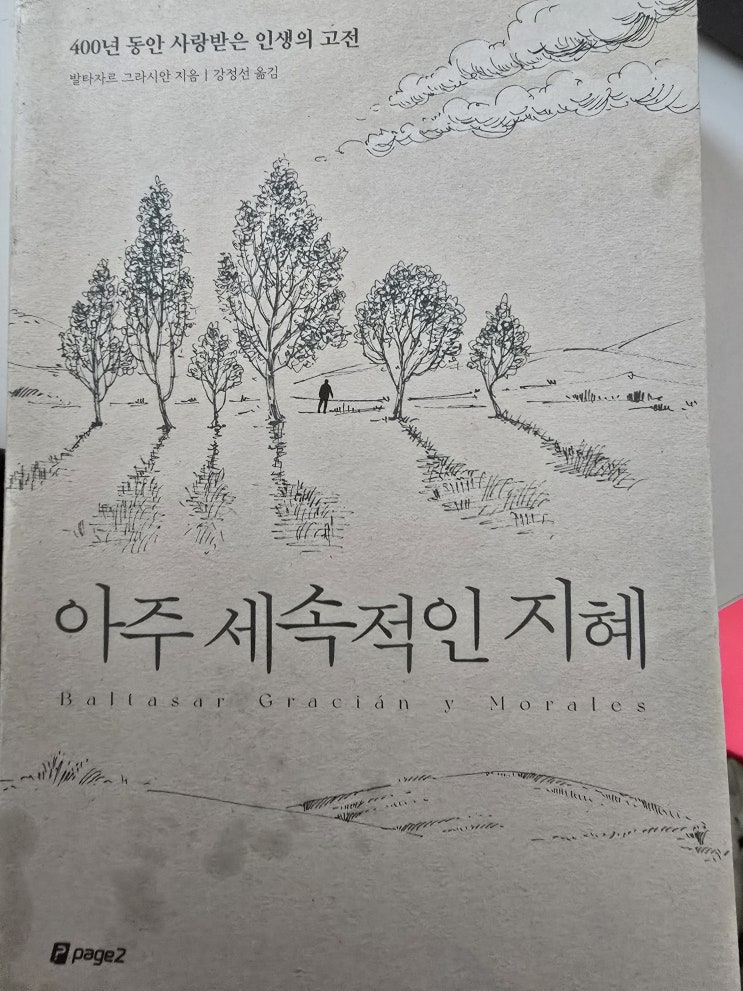 400년 동안 사랑받은 인생의 고전
발타자르 그라시안 지음 | 강정선 옮김
아주 세속적인 지혜
Baltasar Gracián y Morales
page2